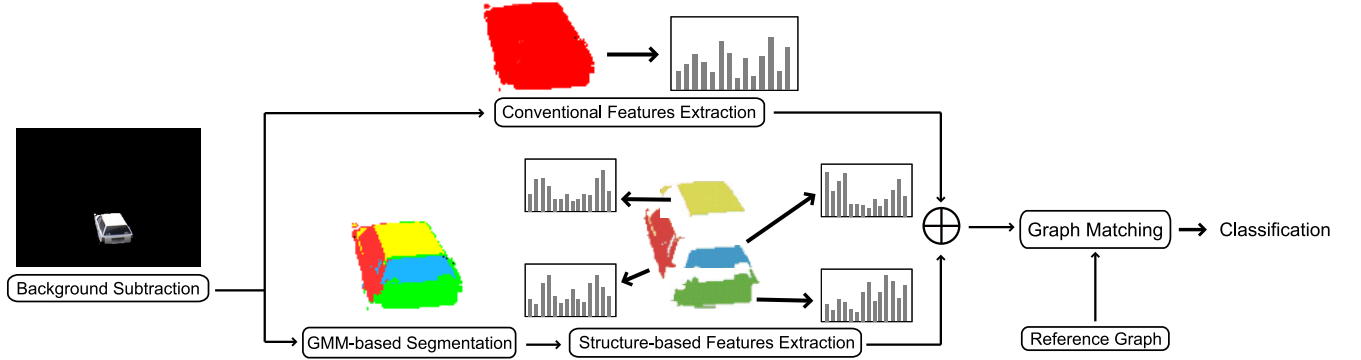 Conventional Features Extraction
Background Subtraction
GMM-based Segmentation
Structure-based Features Extraction
Graph Matching
Classification
Reference Graph